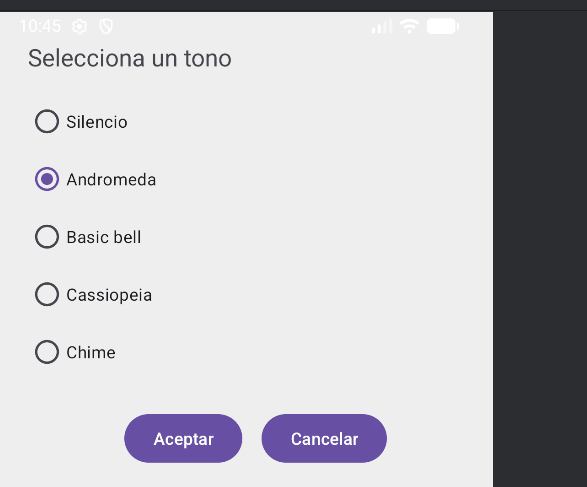 10:45
Selecciona un tono
Silencio
Andromeda
Basic bell
Cassiopeia
Chime
Aceptar
Cancelar